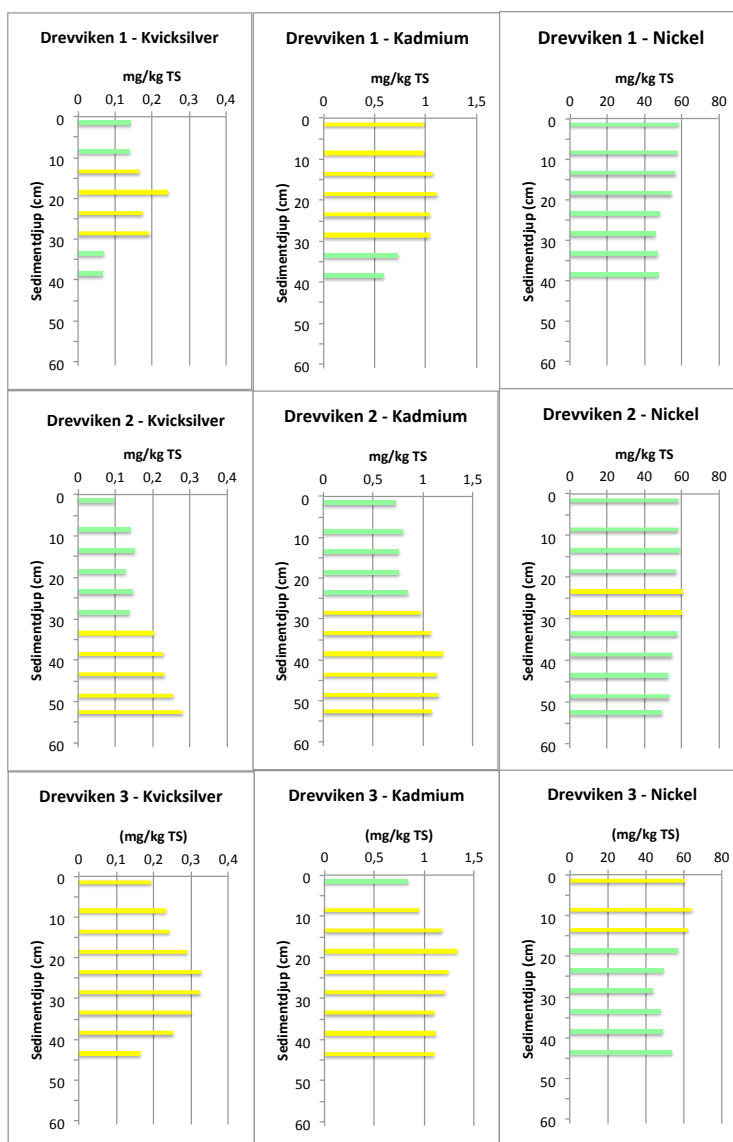 Drevviken 1 - Kvicksilver
mg/kg TS
0 0,1 0,2 0,3 0,4
0
10
20
30
40
50
60
Sedimentdjup (cm)
Drevviken 1 - Kadmium
mg/kg TS
0 0,5 1 1,5
0
10
20
30
40
50
60
Sedimentdjup (cm)
Drevviken 1 - Nickel
mg/kg TS
0 20 40 60 80
0
10
20
30
40
50
60
Sedimentdjup (cm)
Drevviken 2 - Kvicksilver
mg/kg TS
0 0,1 0,2 0,3 0,4
0
10
20
30
40
50
60
Sedimentdjup (cm)
Drevviken 2 - Kadmium
mg/kg TS
0 0,5 1 1,5
0
10
20
30
40
50
60
Sedimentdjup (cm)
Drevviken 2 - Nickel
mg/kg TS
0 20 40 60 80
0
10
20
30
40
50
60
Sedimentdjup (cm)
Drevviken 3 - Kvicksilver
(mg/kg TS)
0 0,1 0,2 0,3 0,4
0
10
20
30
40
50
60
Sedimentdjup (cm)
Drevviken 3 - Kadmium
(mg/kg TS)
0 0,5 1 1,5
0
10
20
30
40
50
60
Sedimentdjup (cm)
Drevviken 3 - Nickel
(mg/kg TS)
0 20 40 60 80
0
10
20
30
40
50
60
Sedimentdjup (cm)